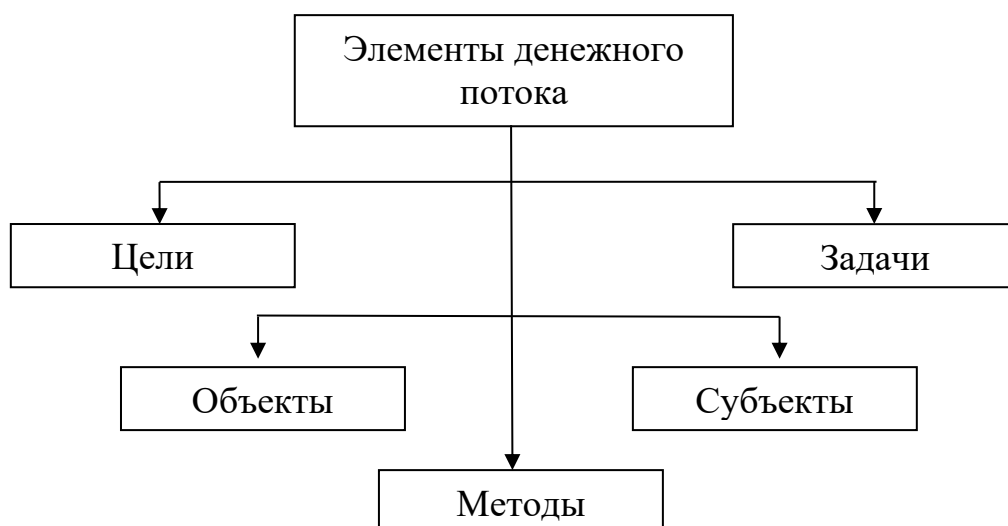 Элементы денежного
потока
Цели
Задачи
Объекты
Субъекты
Методы